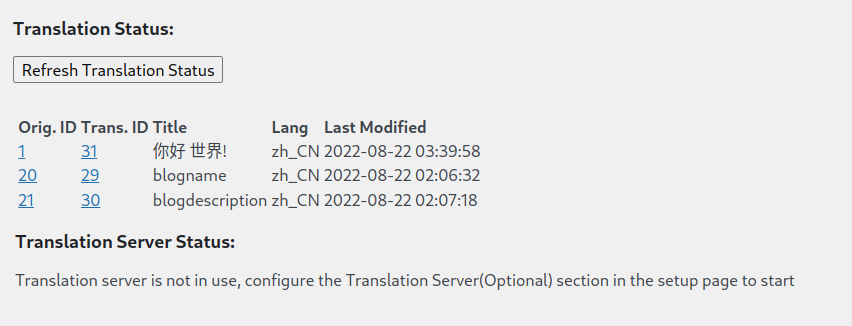 Translation Status:
Refresh Translation Status
Orig. ID Trans. ID Title Lang Last Modified
1 31 你好 世界! zh_CN 2022-08-22 03:39:58
20 29 blogname zh_CN 2022-08-22 02:06:32
21 30 blogdescription zh_CN 2022-08-22 02:07:18
Translation Server Status:
Translation server is not in use, configure the Translation Server(Optional) section in the setup page to start